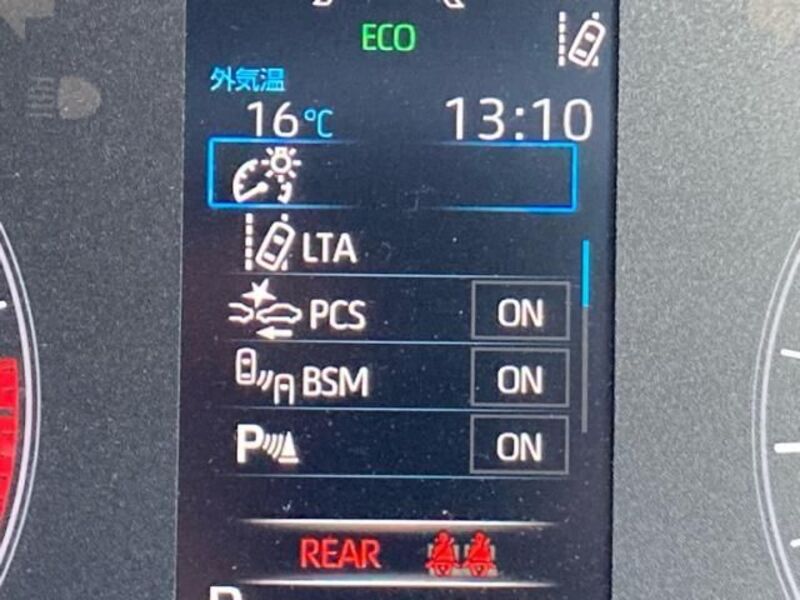 ECO
外気温
16℃ 13:10
LTA
PCS ON
BSM ON
P ON
REAR